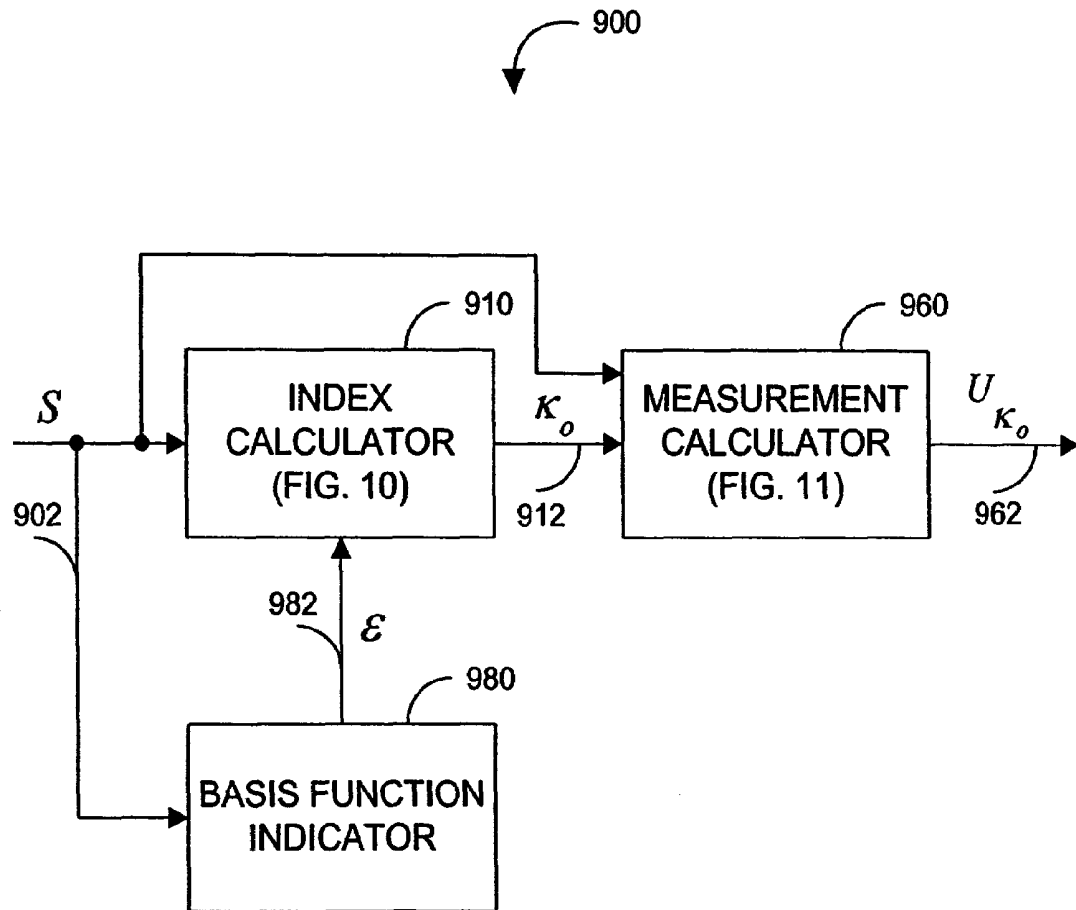 900
910
960
S
INDEX
CALCULATOR
(FIG. 10)
κₒ
MEASUREMENT
CALCULATOR
(FIG. 11)
U_κₒ
902
912
962
982
ε
980
BASIS FUNCTION
INDICATOR